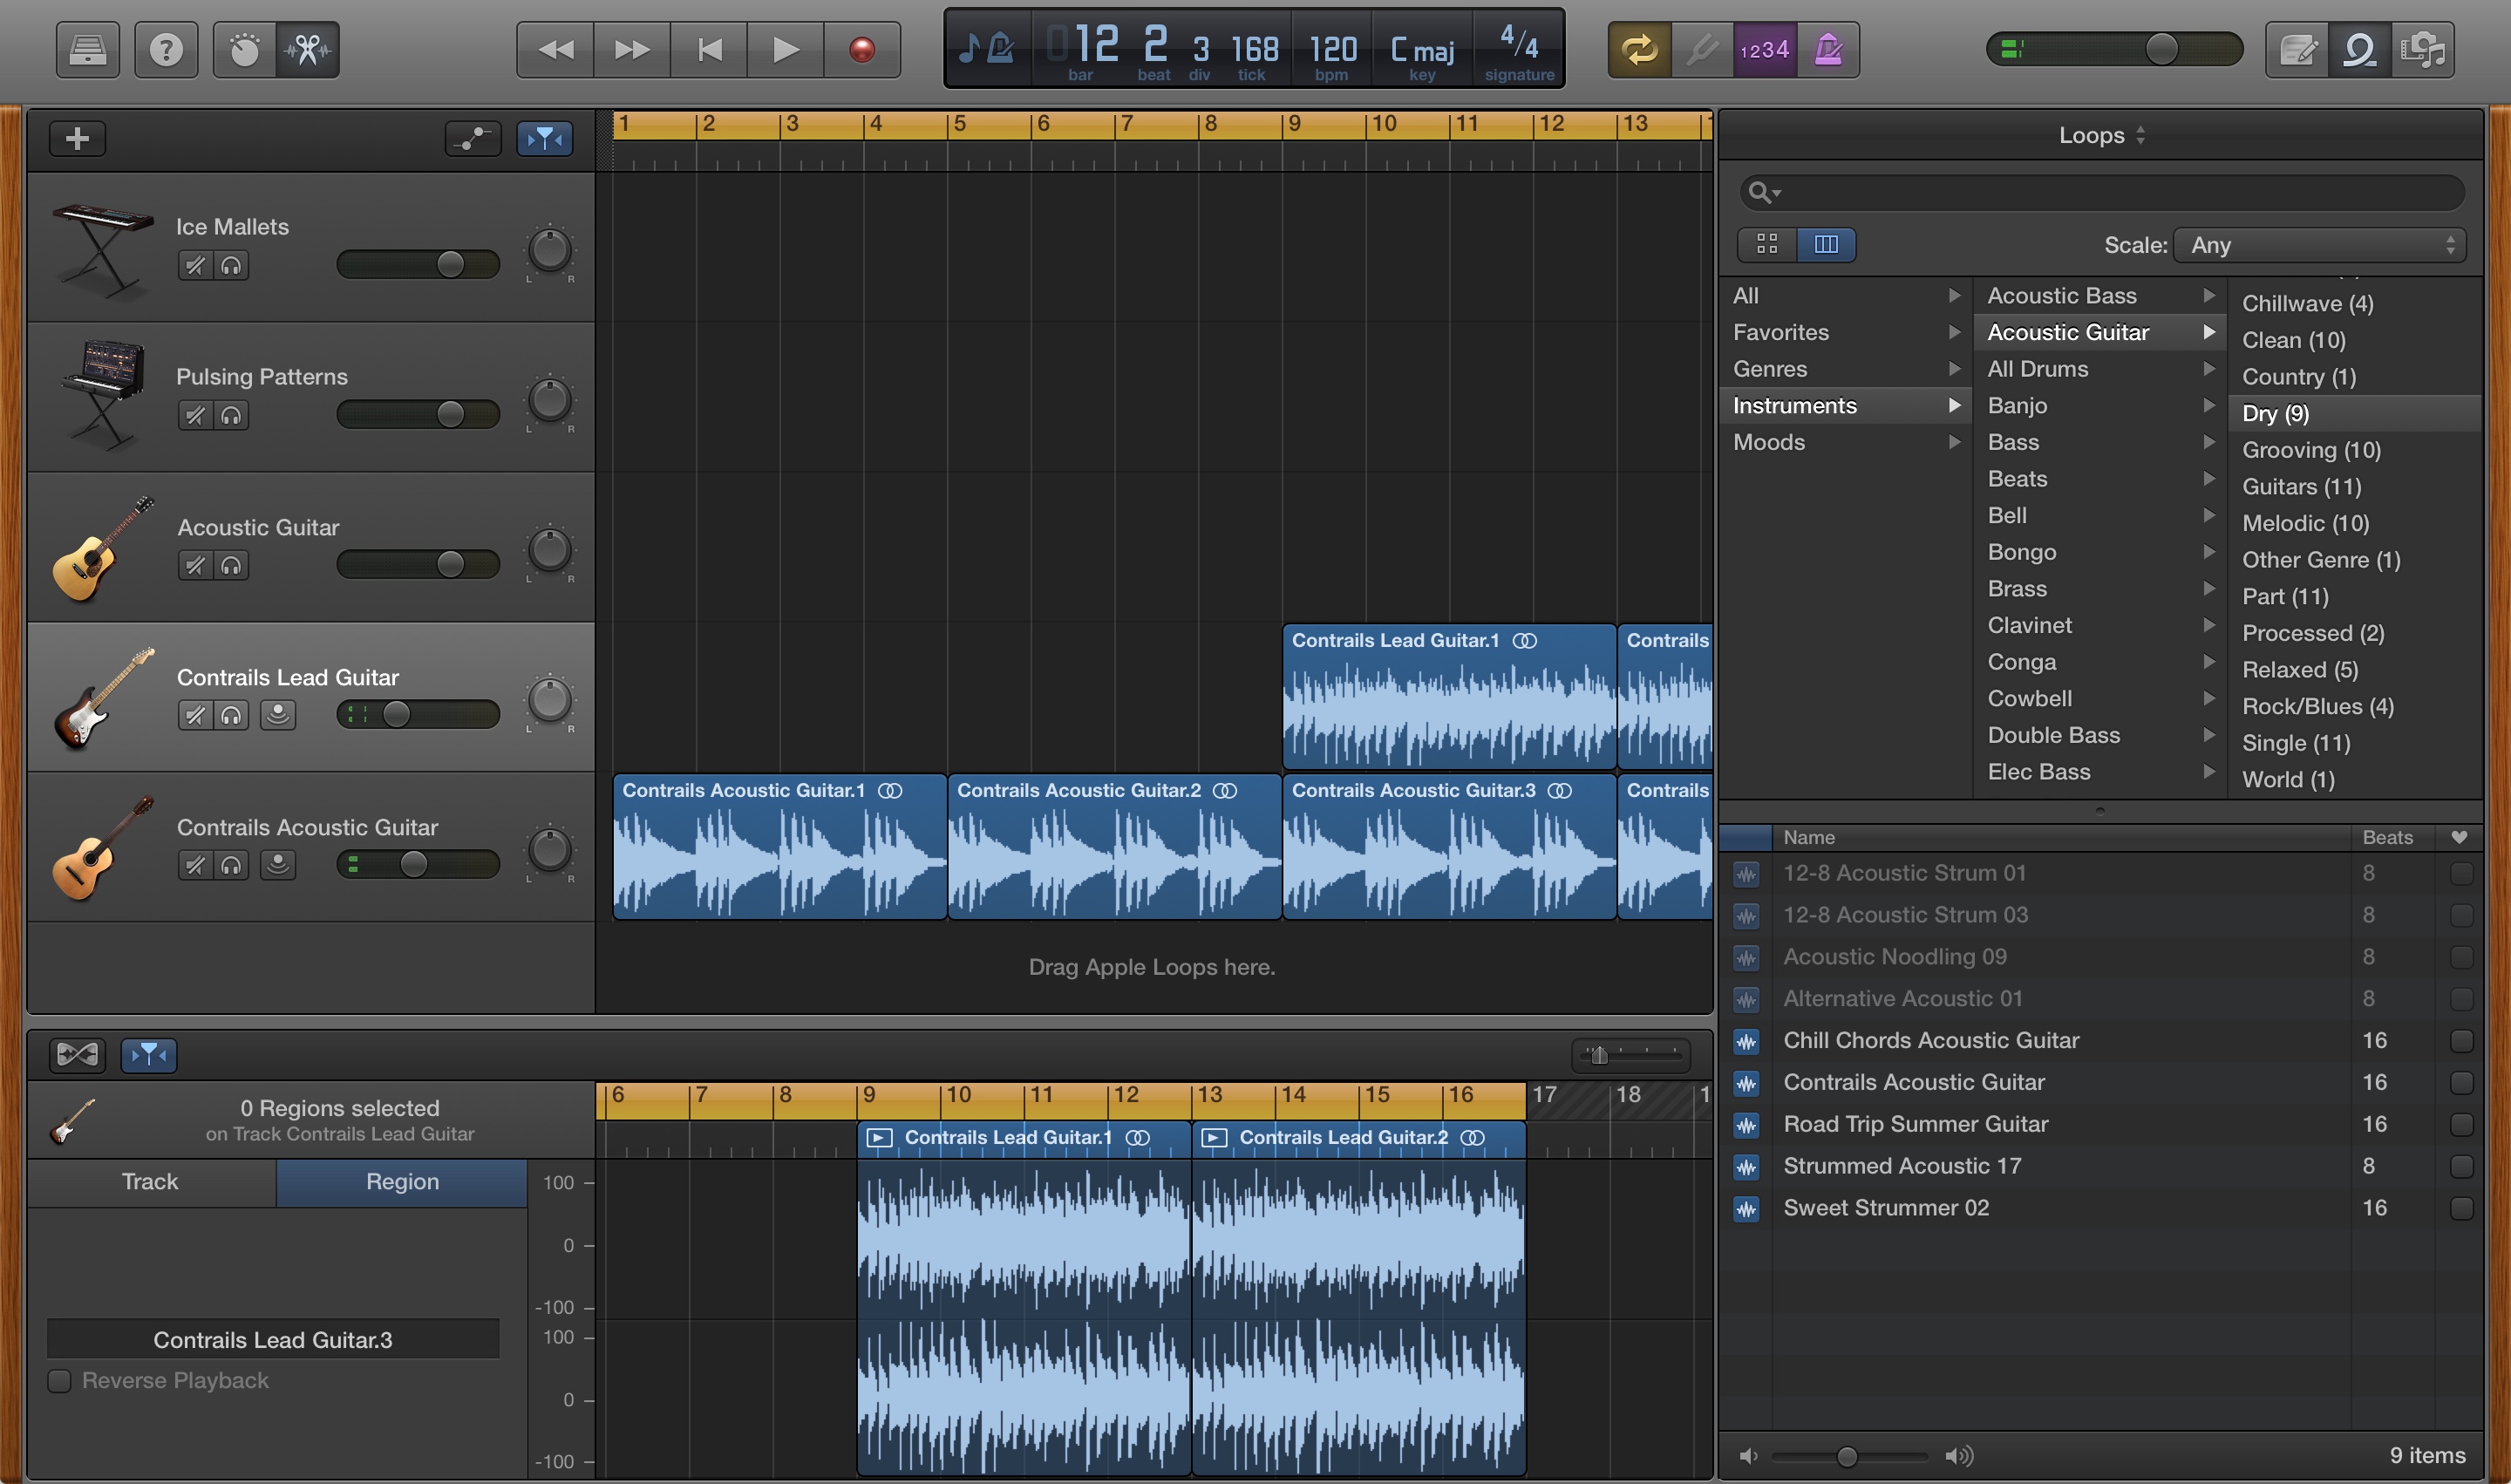 12 2 3 168 120 C maj 4/4
bar beat div tick bpm key signature
1234
1 2 3 4 5 6 7 8 9 10 11 12 13
Ice Mallets
L R
Pulsing Patterns
L R
Acoustic Guitar
L R
Contrails Lead Guitar
L R
Contrails Acoustic Guitar
L R
Contrails Lead Guitar.1 Contrails
Contrails Acoustic Guitar.1 Contrails Acoustic Guitar.2 Contrails Acoustic Guitar.3 Contrails
Drag Apple Loops here.
Loops
Scale: Any
All
Favorites
Genres
Instruments
Moods
Acoustic Bass
Acoustic Guitar
All Drums
Banjo
Bass
Beats
Bell
Bongo
Brass
Clavinet
Conga
Cowbell
Double Bass
Elec Bass
Chillwave (4)
Clean (10)
Country (1)
Dry (9)
Grooving (10)
Guitars (11)
Melodic (10)
Other Genre (1)
Part (11)
Processed (2)
Relaxed (5)
Rock/Blues (4)
Single (11)
World (1)
Name Beats
12-8 Acoustic Strum 01 8
12-8 Acoustic Strum 03 8
Acoustic Noodling 09 8
Alternative Acoustic 01 8
Chill Chords Acoustic Guitar 16
Contrails Acoustic Guitar 16
Road Trip Summer Guitar 16
Strummed Acoustic 17 8
Sweet Strummer 02 16
9 items
0 Regions selected
on Track Contrails Lead Guitar
Track Region
Contrails Lead Guitar.3
Reverse Playback
6 7 8 9 10 11 12 13 14 15 16 17 18
Contrails Lead Guitar.1 Contrails Lead Guitar.2
100
0
-100
100
0
-100